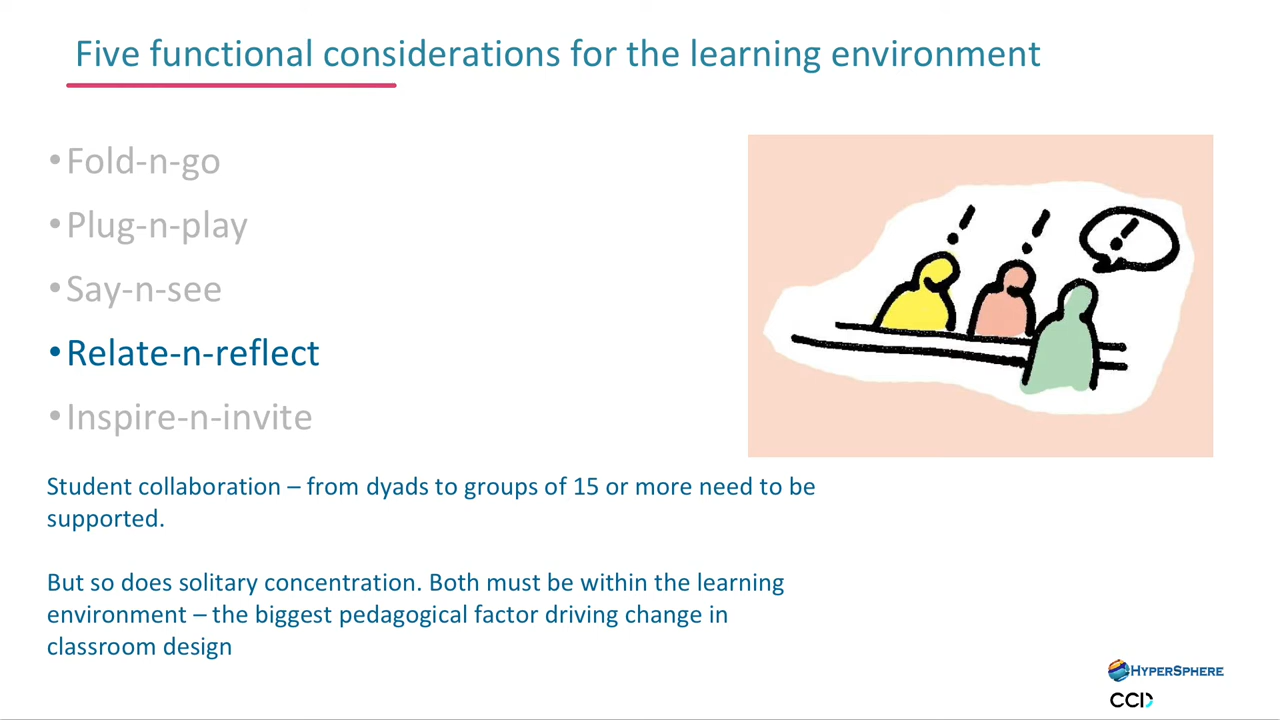 Five functional considerations for the learning environment
•Fold-n-go
•Plug-n-play
•Say-n-see
•Relate-n-reflect
•Inspire-n-invite
Student collaboration – from dyads to groups of 15 or more need to be
supported.
But so does solitary concentration. Both must be within the learning
environment – the biggest pedagogical factor driving change in
classroom design
! ! !
HYPERSPHERE
CCID